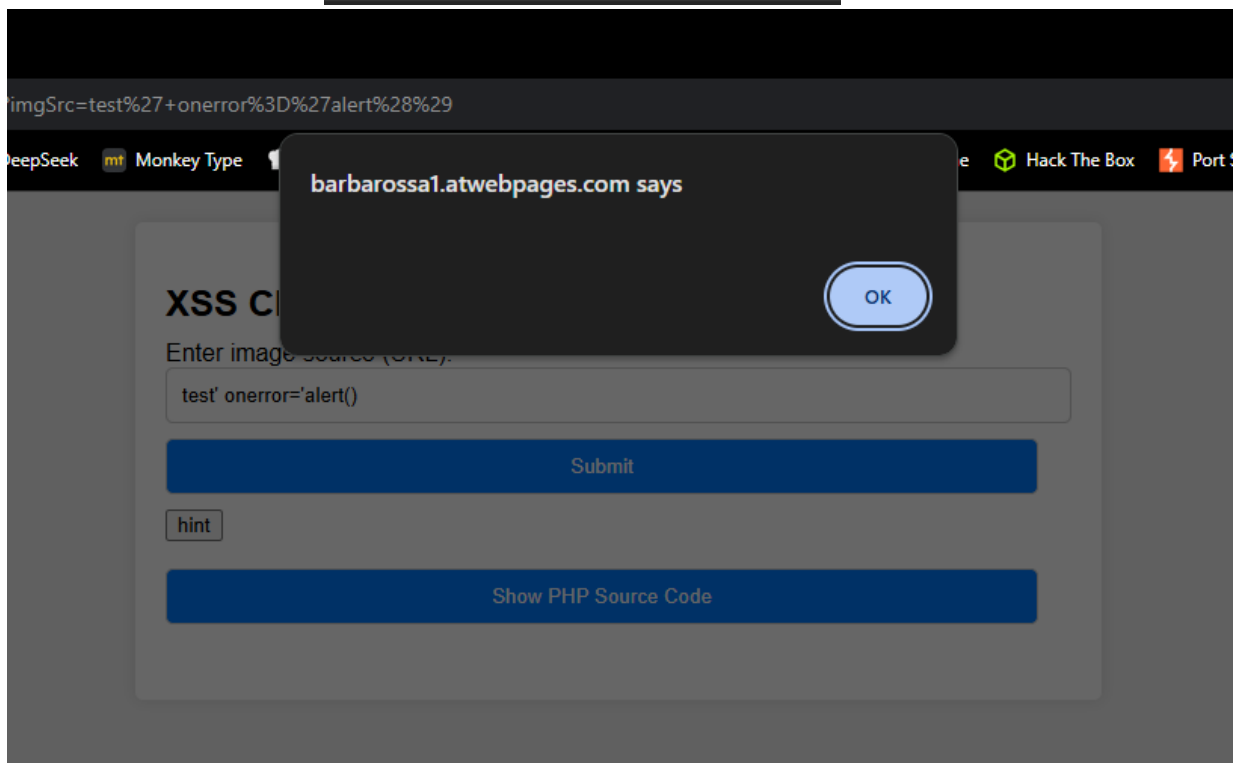 imgSrc=test%27+onerror%3D%27alert%28%29
DeepSeek mt Monkey Type Hack The Box Port
barbarossa1.atwebpages.com says
OK
XSS
Enter image
test' onerror='alert()
Submit
hint
Show PHP Source Code